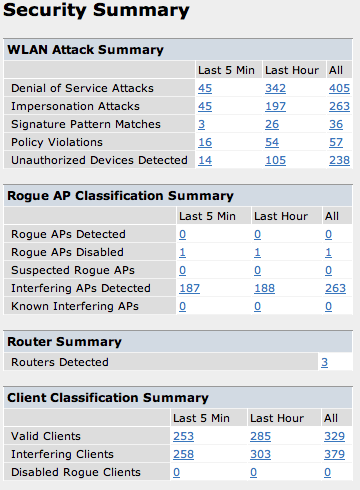 Security Summary
WLAN Attack Summary
Last 5 Min Last Hour All
Denial of Service Attacks 45 342 405
Impersonation Attacks 45 197 263
Signature Pattern Matches 3 26 36
Policy Violations 16 54 57
Unauthorized Devices Detected 14 105 238
Rogue AP Classification Summary
Last 5 Min Last Hour All
Rogue APs Detected 0 0 0
Rogue APs Disabled 1 1 1
Suspected Rogue APs 0 0 0
Interfering APs Detected 187 188 263
Known Interfering APs 0 0 0
Router Summary
Routers Detected 3
Client Classification Summary
Last 5 Min Last Hour All
Valid Clients 253 285 329
Interfering Clients 258 303 379
Disabled Rogue Clients 0 0 0